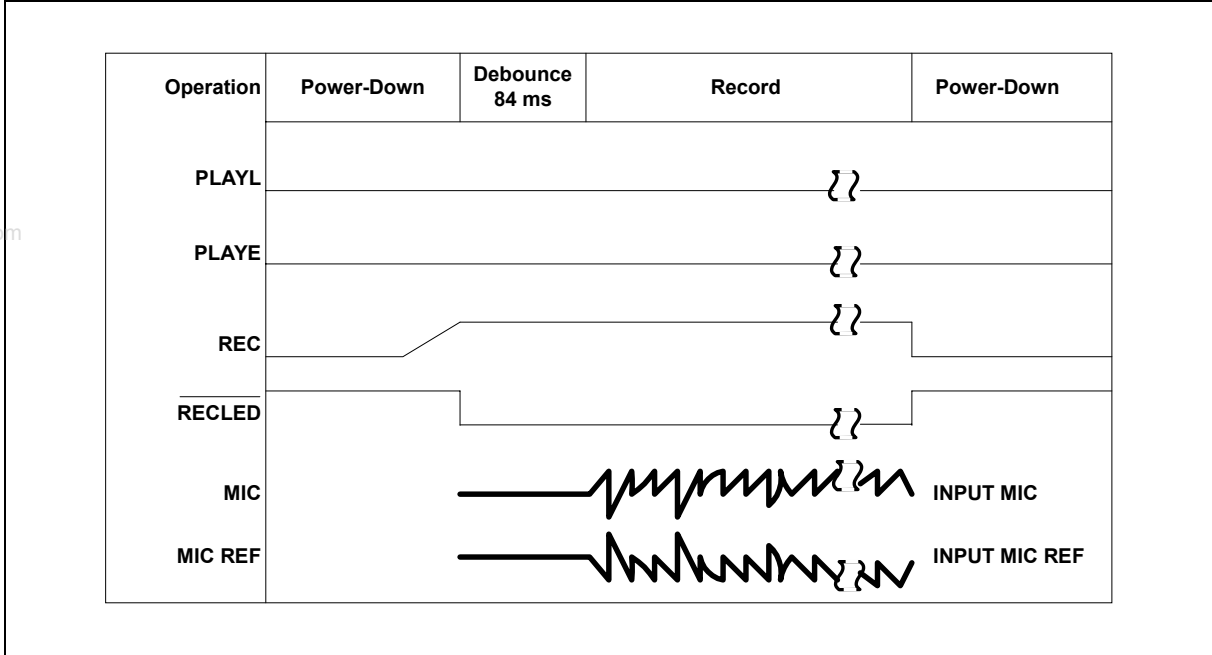 Operation Power-Down Debounce 84 ms Record Power-Down
PLAYL
om
PLAYE
REC
RECLED
MIC INPUT MIC
MIC REF INPUT MIC REF